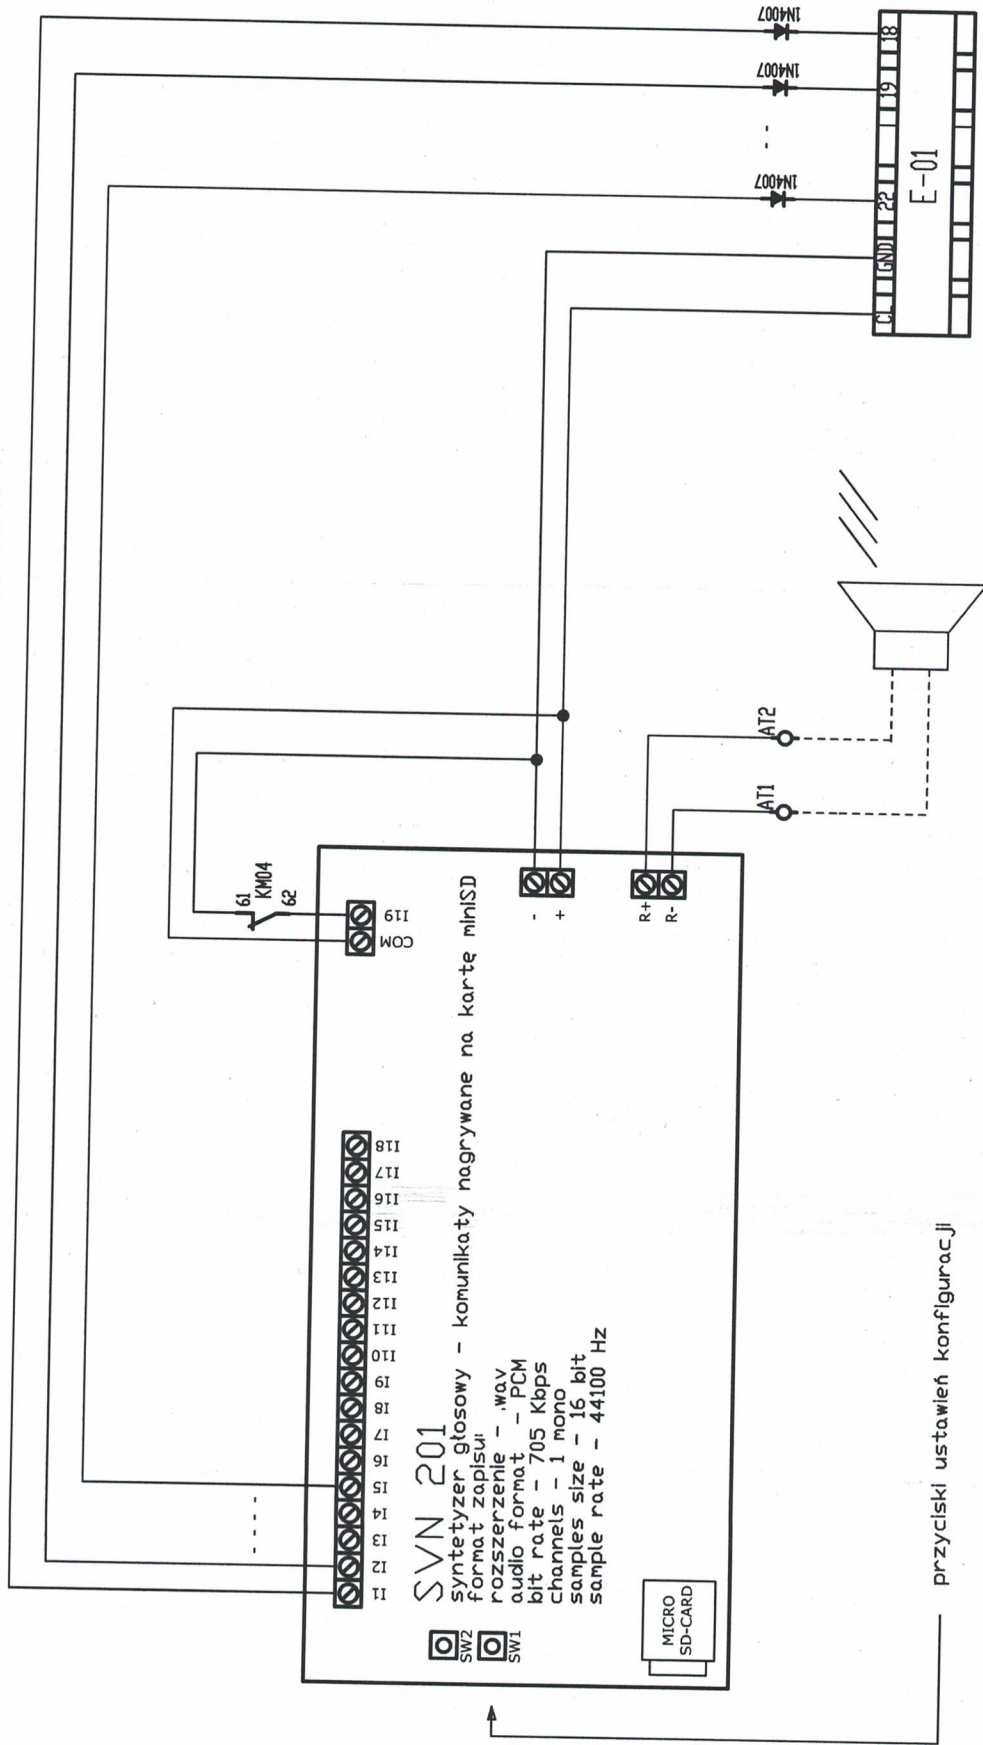 1N4007
1N4007
1N4007
- -
18
19
22
GND
CL
E-01
61
KM04
62
I19
COM
-
+
R+
R-
AT1
AT2
I1
I2
I3
I4
I5
I6
I7
I8
I9
I10
I11
I12
I13
I14
I15
I16
I17
I18
- - - - -
SVN 201
syntetyzer głosowy - komunikaty nagrywane na kartę miniSD
format zapisu:
rozszerzenie - .wav
audio format - PCM
bit rate - 705 Kbps
channels - 1 mono
samples size - 16 bit
sample rate - 44100 Hz
SW2
SW1
MICRO
SD-CARD
przyciski ustawień konfiguracji